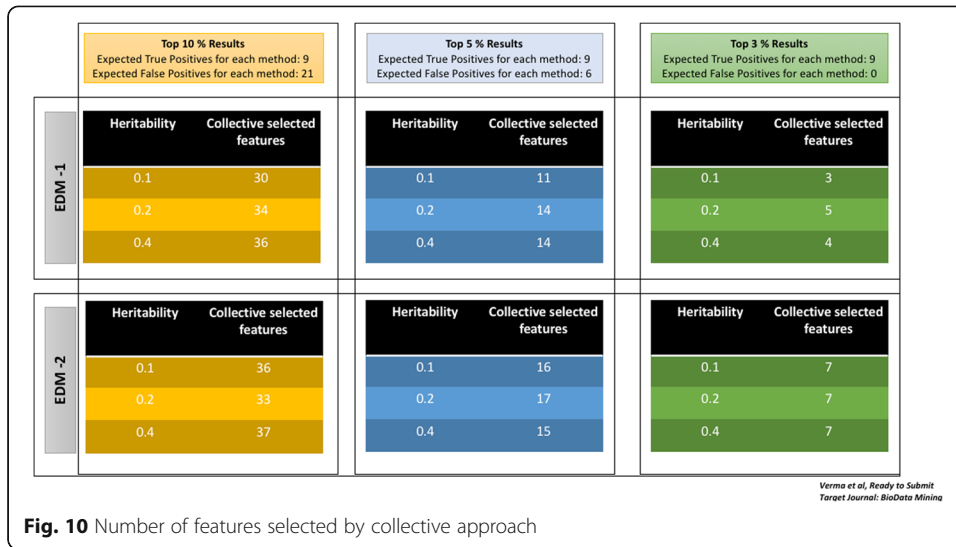 Top 10 % Results
Expected True Positives for each method: 9
Expected False Positives for each method: 21
Top 5 % Results
Expected True Positives for each method: 9
Expected False Positives for each method: 6
Top 3 % Results
Expected True Positives for each method: 9
Expected False Positives for each method: 0
EDM -1
Heritability Collective selected
features
0.1 30
0.2 34
0.4 36
Heritability Collective selected
features
0.1 11
0.2 14
0.4 14
Heritability Collective selected
features
0.1 3
0.2 5
0.4 4
EDM -2
Heritability Collective selected
features
0.1 36
0.2 33
0.4 37
Heritability Collective selected
features
0.1 16
0.2 17
0.4 15
Heritability Collective selected
features
0.1 7
0.2 7
0.4 7
Verma et al, Ready to Submit
Target Journal: BioData Mining
Fig. 10 Number of features selected by collective approach